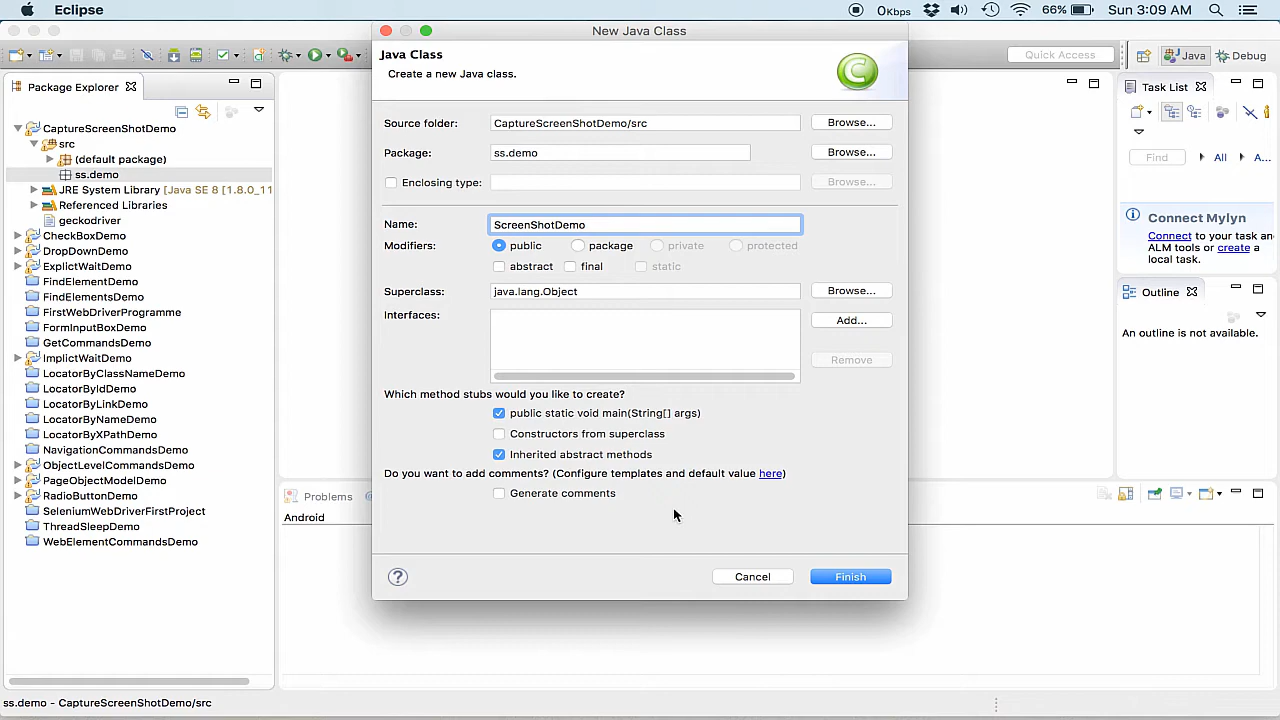 Eclipse
0Kbps
66%
Sun 3:09 AM
New Java Class
Java Class
Create a new Java class.
Quick Access
Java
Debug
Package Explorer
CaptureScreenShotDemo
src
(default package)
ss.demo
JRE System Library [Java SE 8 [1.8.0_11
Referenced Libraries
geckodriver
CheckBoxDemo
DropDownDemo
ExplictWaitDemo
FindElementDemo
FindElementsDemo
FirstWebDriverProgramme
FormInputBoxDemo
GetCommandsDemo
ImplictWaitDemo
LocatorByClassNameDemo
LocatorByIdDemo
LocatorByLinkDemo
LocatorByNameDemo
LocatorByXPathDemo
NavigationCommandsDemo
ObjectLevelCommandsDemo
PageObjectModelDemo
RadioButtonDemo
SeleniumWebDriverFirstProject
ThreadSleepDemo
WebElementCommandsDemo
Source folder: CaptureScreenShotDemo/src Browse...
Package: ss.demo Browse...
Enclosing type: Browse...
Name: ScreenShotDemo
Modifiers: public package private protected
abstract final static
Superclass: java.lang.Object Browse...
Interfaces: Add...
Remove
Which method stubs would you like to create?
public static void main(String[] args)
Constructors from superclass
Inherited abstract methods
Do you want to add comments? (Configure templates and default value here)
Generate comments
? Cancel Finish
Task List
Find All A...
Connect Mylyn
Connect to your task an
ALM tools or create a
local task.
Outline
An outline is not available.
Problems @
Android
ss.demo - CaptureScreenShotDemo/src